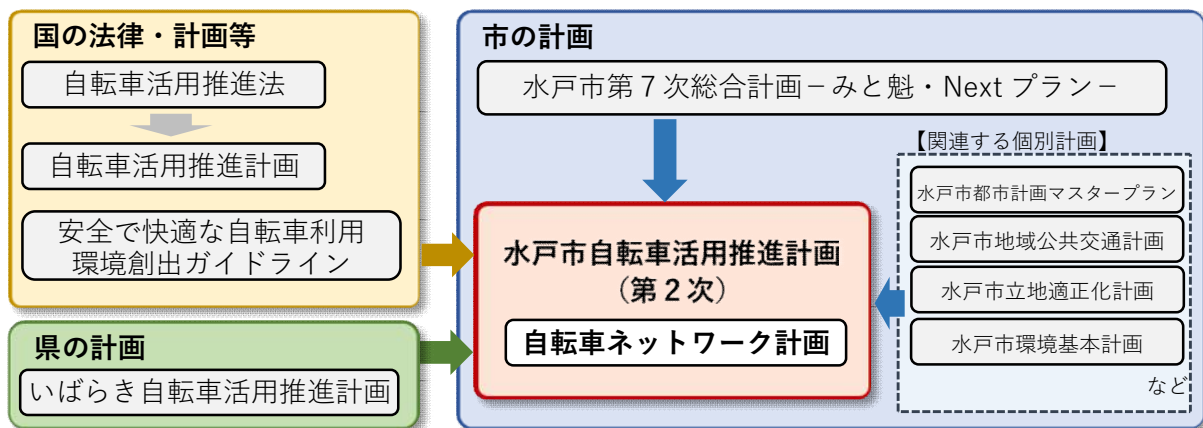 国の法律・計画等
自転車活用推進法
自転車活用推進計画
安全で快適な自転車利用
環境創出ガイドライン
県の計画
いばらき自転車活用推進計画
市の計画
水戸市第７次総合計画－みと魁・Next プラン－
水戸市自転車活用推進計画
（第２次）
自転車ネットワーク計画
【関連する個別計画】
水戸市都市計画マスタープラン
水戸市地域公共交通計画
水戸市立地適正化計画
水戸市環境基本計画
など